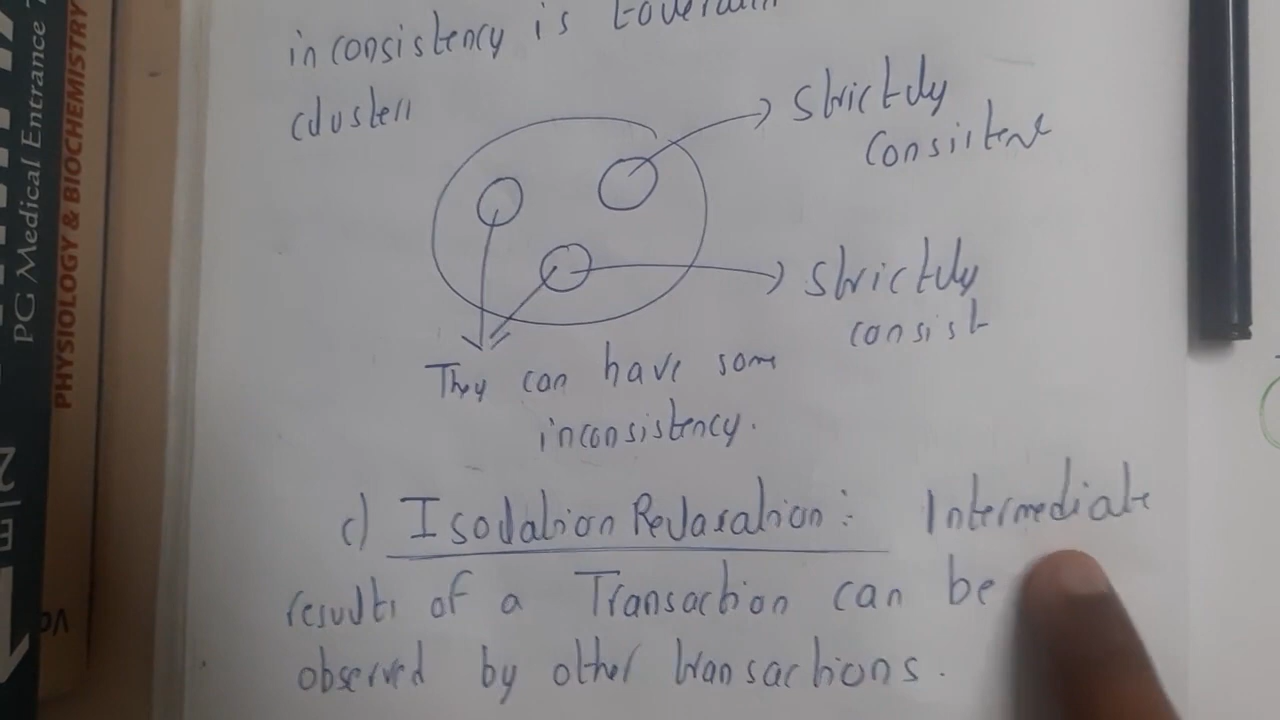 inconsistency is
cluster
Strictly
consistent
Strictly
consist
They can have some
inconsistency.
c) Isolation Relaxation: Intermediate
results of a Transaction can be
observed by other transactions.
PG Medical Entrance
PHYSIOLOGY & BIOCHEMISTRY